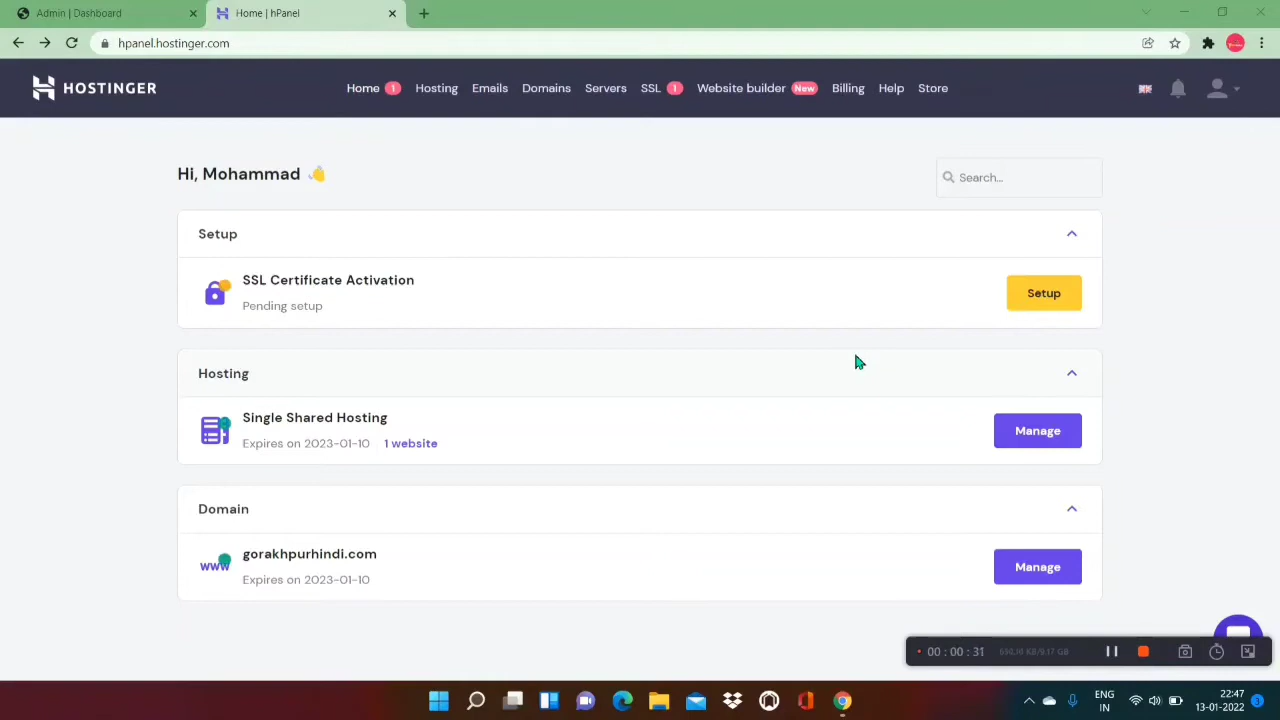 Admin | Dashboard
Home | hPanel
hpanel.hostinger.com
HOSTINGER
Home 1 Hosting Emails Domains Servers SSL 1 Website builder New Billing Help Store
Hi, Mohammad 👋
Search...
Setup
SSL Certificate Activation
Pending setup
Setup
Hosting
Single Shared Hosting
Expires on 2023-01-10 1 website
Manage
Domain
www
gorakhpurhindi.com
Expires on 2023-01-10
Manage
00 : 00 : 31
ENG
IN
22:47
13-01-2022
3